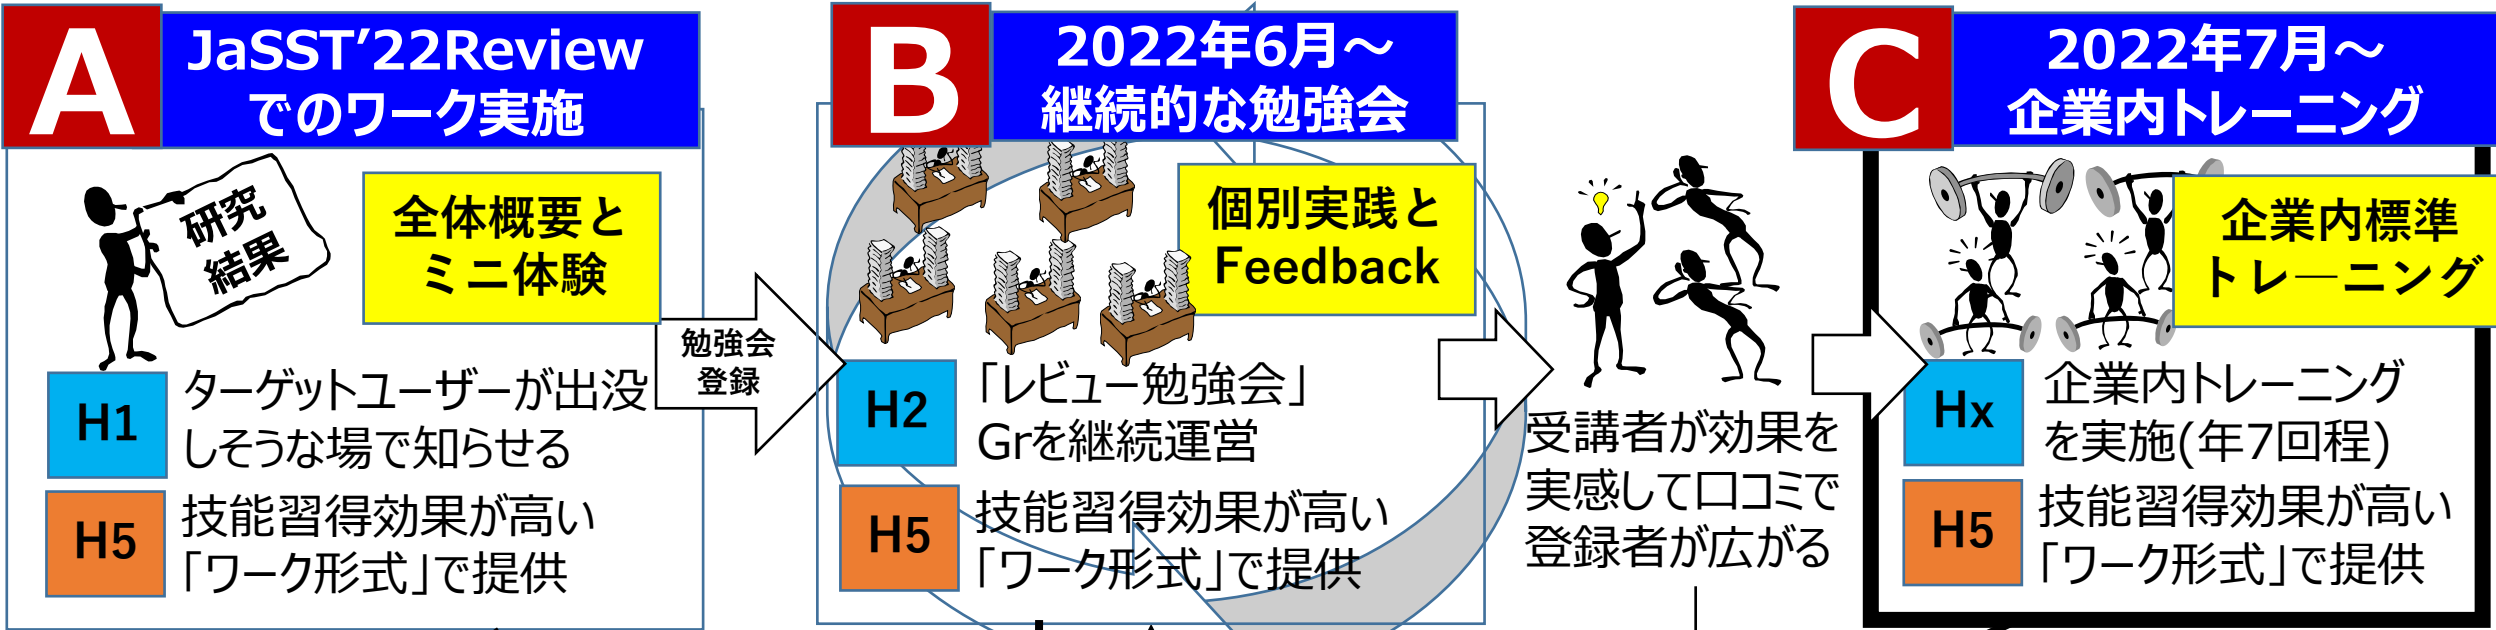 A
JaSST'22Review
でのワーク実施
研究
結果
全体概要と
ミニ体験
H1
ターゲットユーザーが出没
しそうな場で知らせる
H5
技能習得効果が高い
「ワーク形式」で提供
勉強会
登録
B
2022年6月～
継続的な勉強会
個別実践と
Feedback
H2
「レビュー勉強会」
Grを継続運営
H5
技能習得効果が高い
「ワーク形式」で提供
受講者が効果を
実感して口コミで
登録者が広がる
C
2022年7月～
企業内トレーニング
企業内標準
トレーニング
Hx
企業内トレーニング
を実施(年7回程)
H5
技能習得効果が高い
「ワーク形式」で提供